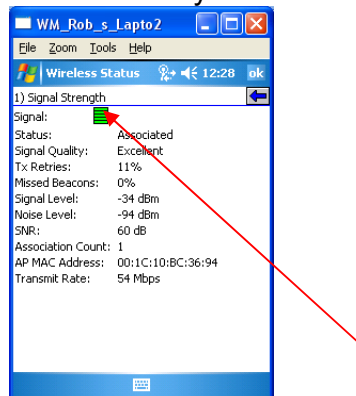 WM_Rob_s_Lapto2
File Zoom Tools Help
Wireless Status 12:28 ok
1) Signal Strength
Signal:
Status: Associated
Signal Quality: Excellent
Tx Retries: 11%
Missed Beacons: 0%
Signal Level: -34 dBm
Noise Level: -94 dBm
SNR: 60 dB
Association Count: 1
AP MAC Address: 00:1C:10:BC:36:94
Transmit Rate: 54 Mbps